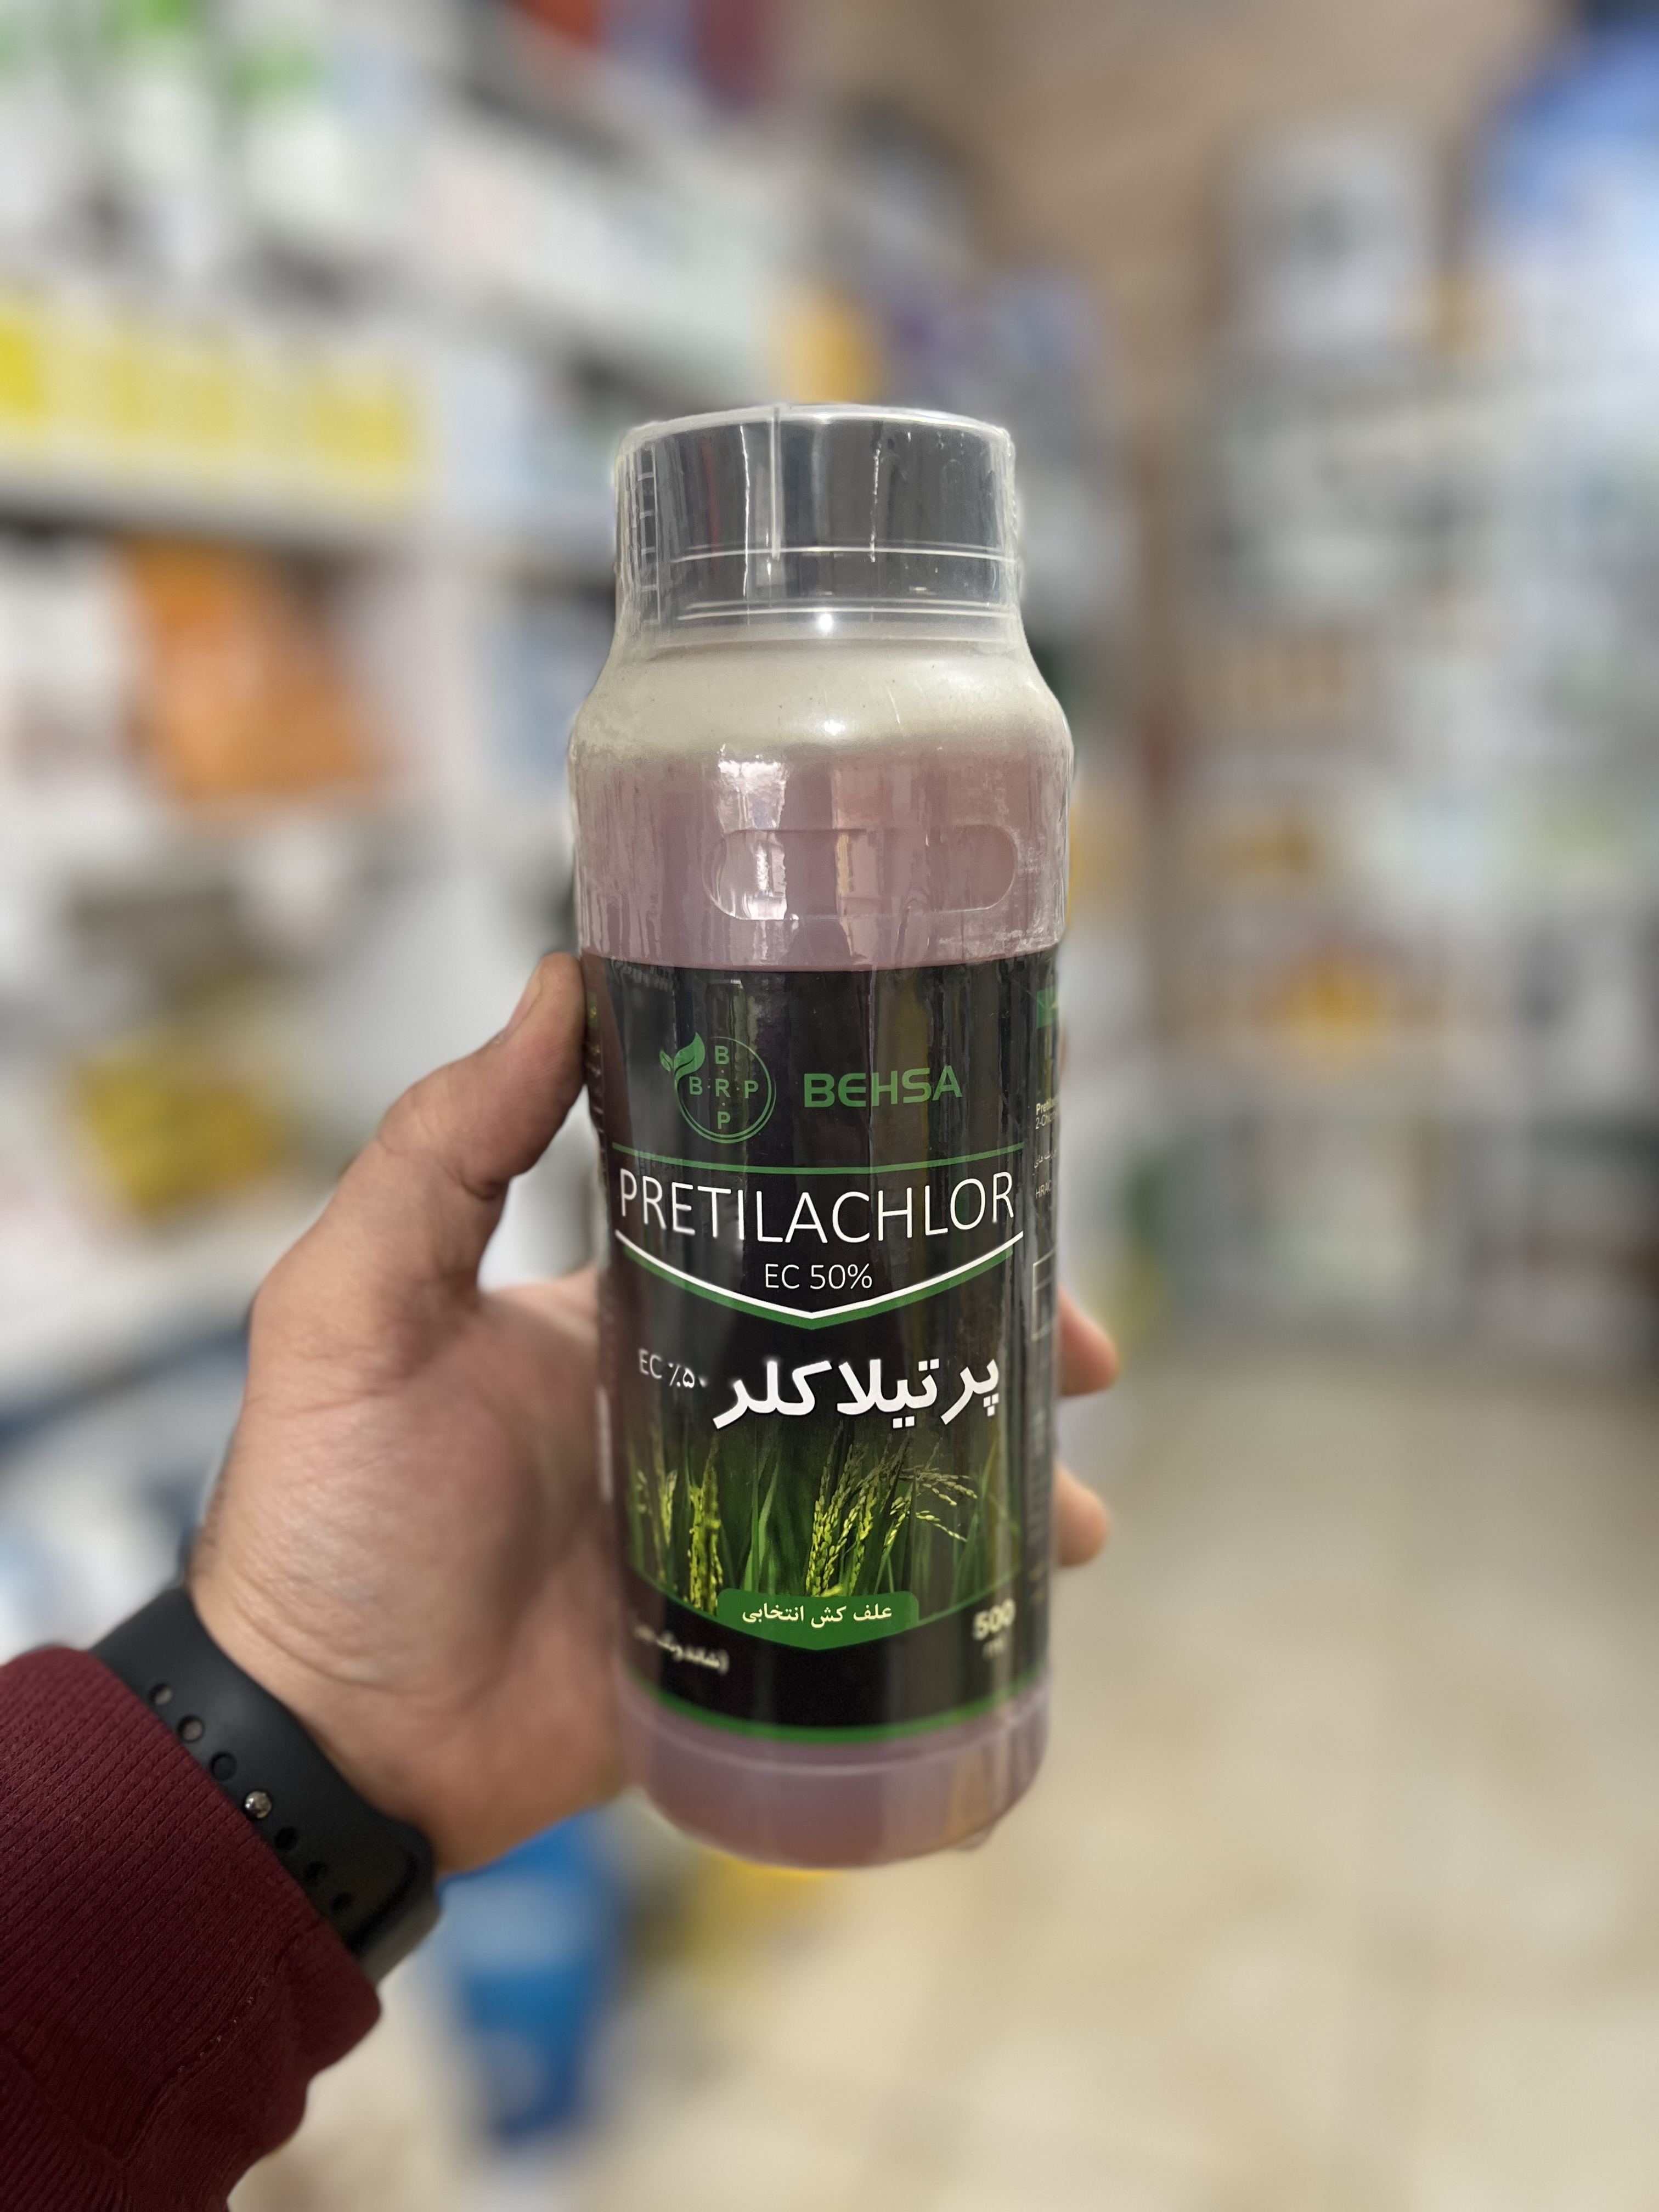 B
B·R·P
P
BEHSA
PRETILACHLOR
EC 50%
پرتیلاکلر EC ٪۵۰
علف کش انتخابی
500